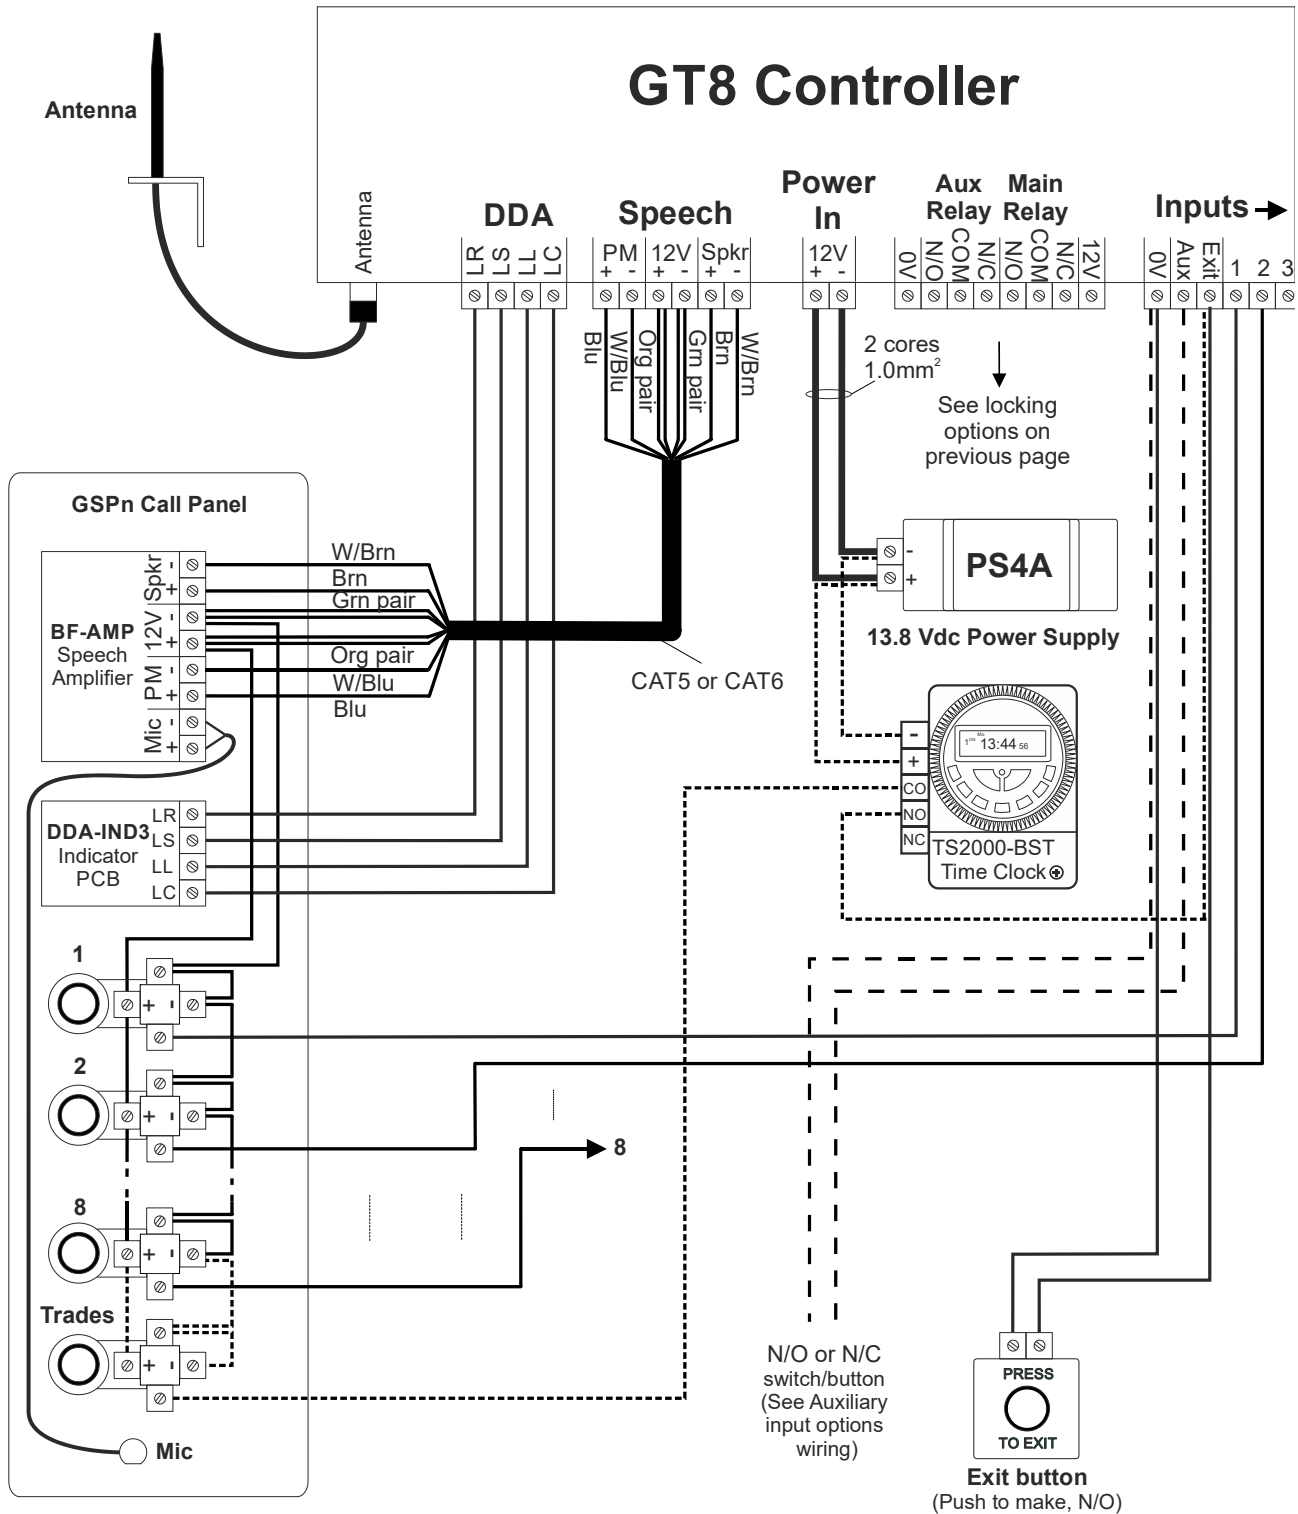 GT8 Controller
Antenna
Antenna
DDA
Speech
Power
In
Aux
Relay
Main
Relay
Inputs
LR
LS
LL
LC
PM
12V
Spkr
+ - + - + -
12V
+ -
0V
N/O
COM
N/C
N/O
COM
N/C
12V
0V
Aux
Exit
1
2
3
Blu
W/Blu
Org pair
Grn pair
Brn
W/Brn
2 cores
1.0mm²
See locking
options on
previous page
GSPn Call Panel
BF-AMP
Speech
Amplifier
Spkr
- +
12V
- +
PM
- +
Mic
- +
W/Brn
Brn
Grn pair
Org pair
W/Blu
Blu
CAT5 or CAT6
-
+
PS4A
13.8 Vdc Power Supply
-
+
CO
NO
NC
Mo
1 ON 13:44 56
TS2000-BST
Time Clock
DDA-IND3
Indicator
PCB
LR
LS
LL
LC
1
+ -
2
+ -
8
8
+ -
Trades
+ -
Mic
N/O or N/C
switch/button
(See Auxiliary
input options
wiring)
PRESS
TO EXIT
Exit button
(Push to make, N/O)